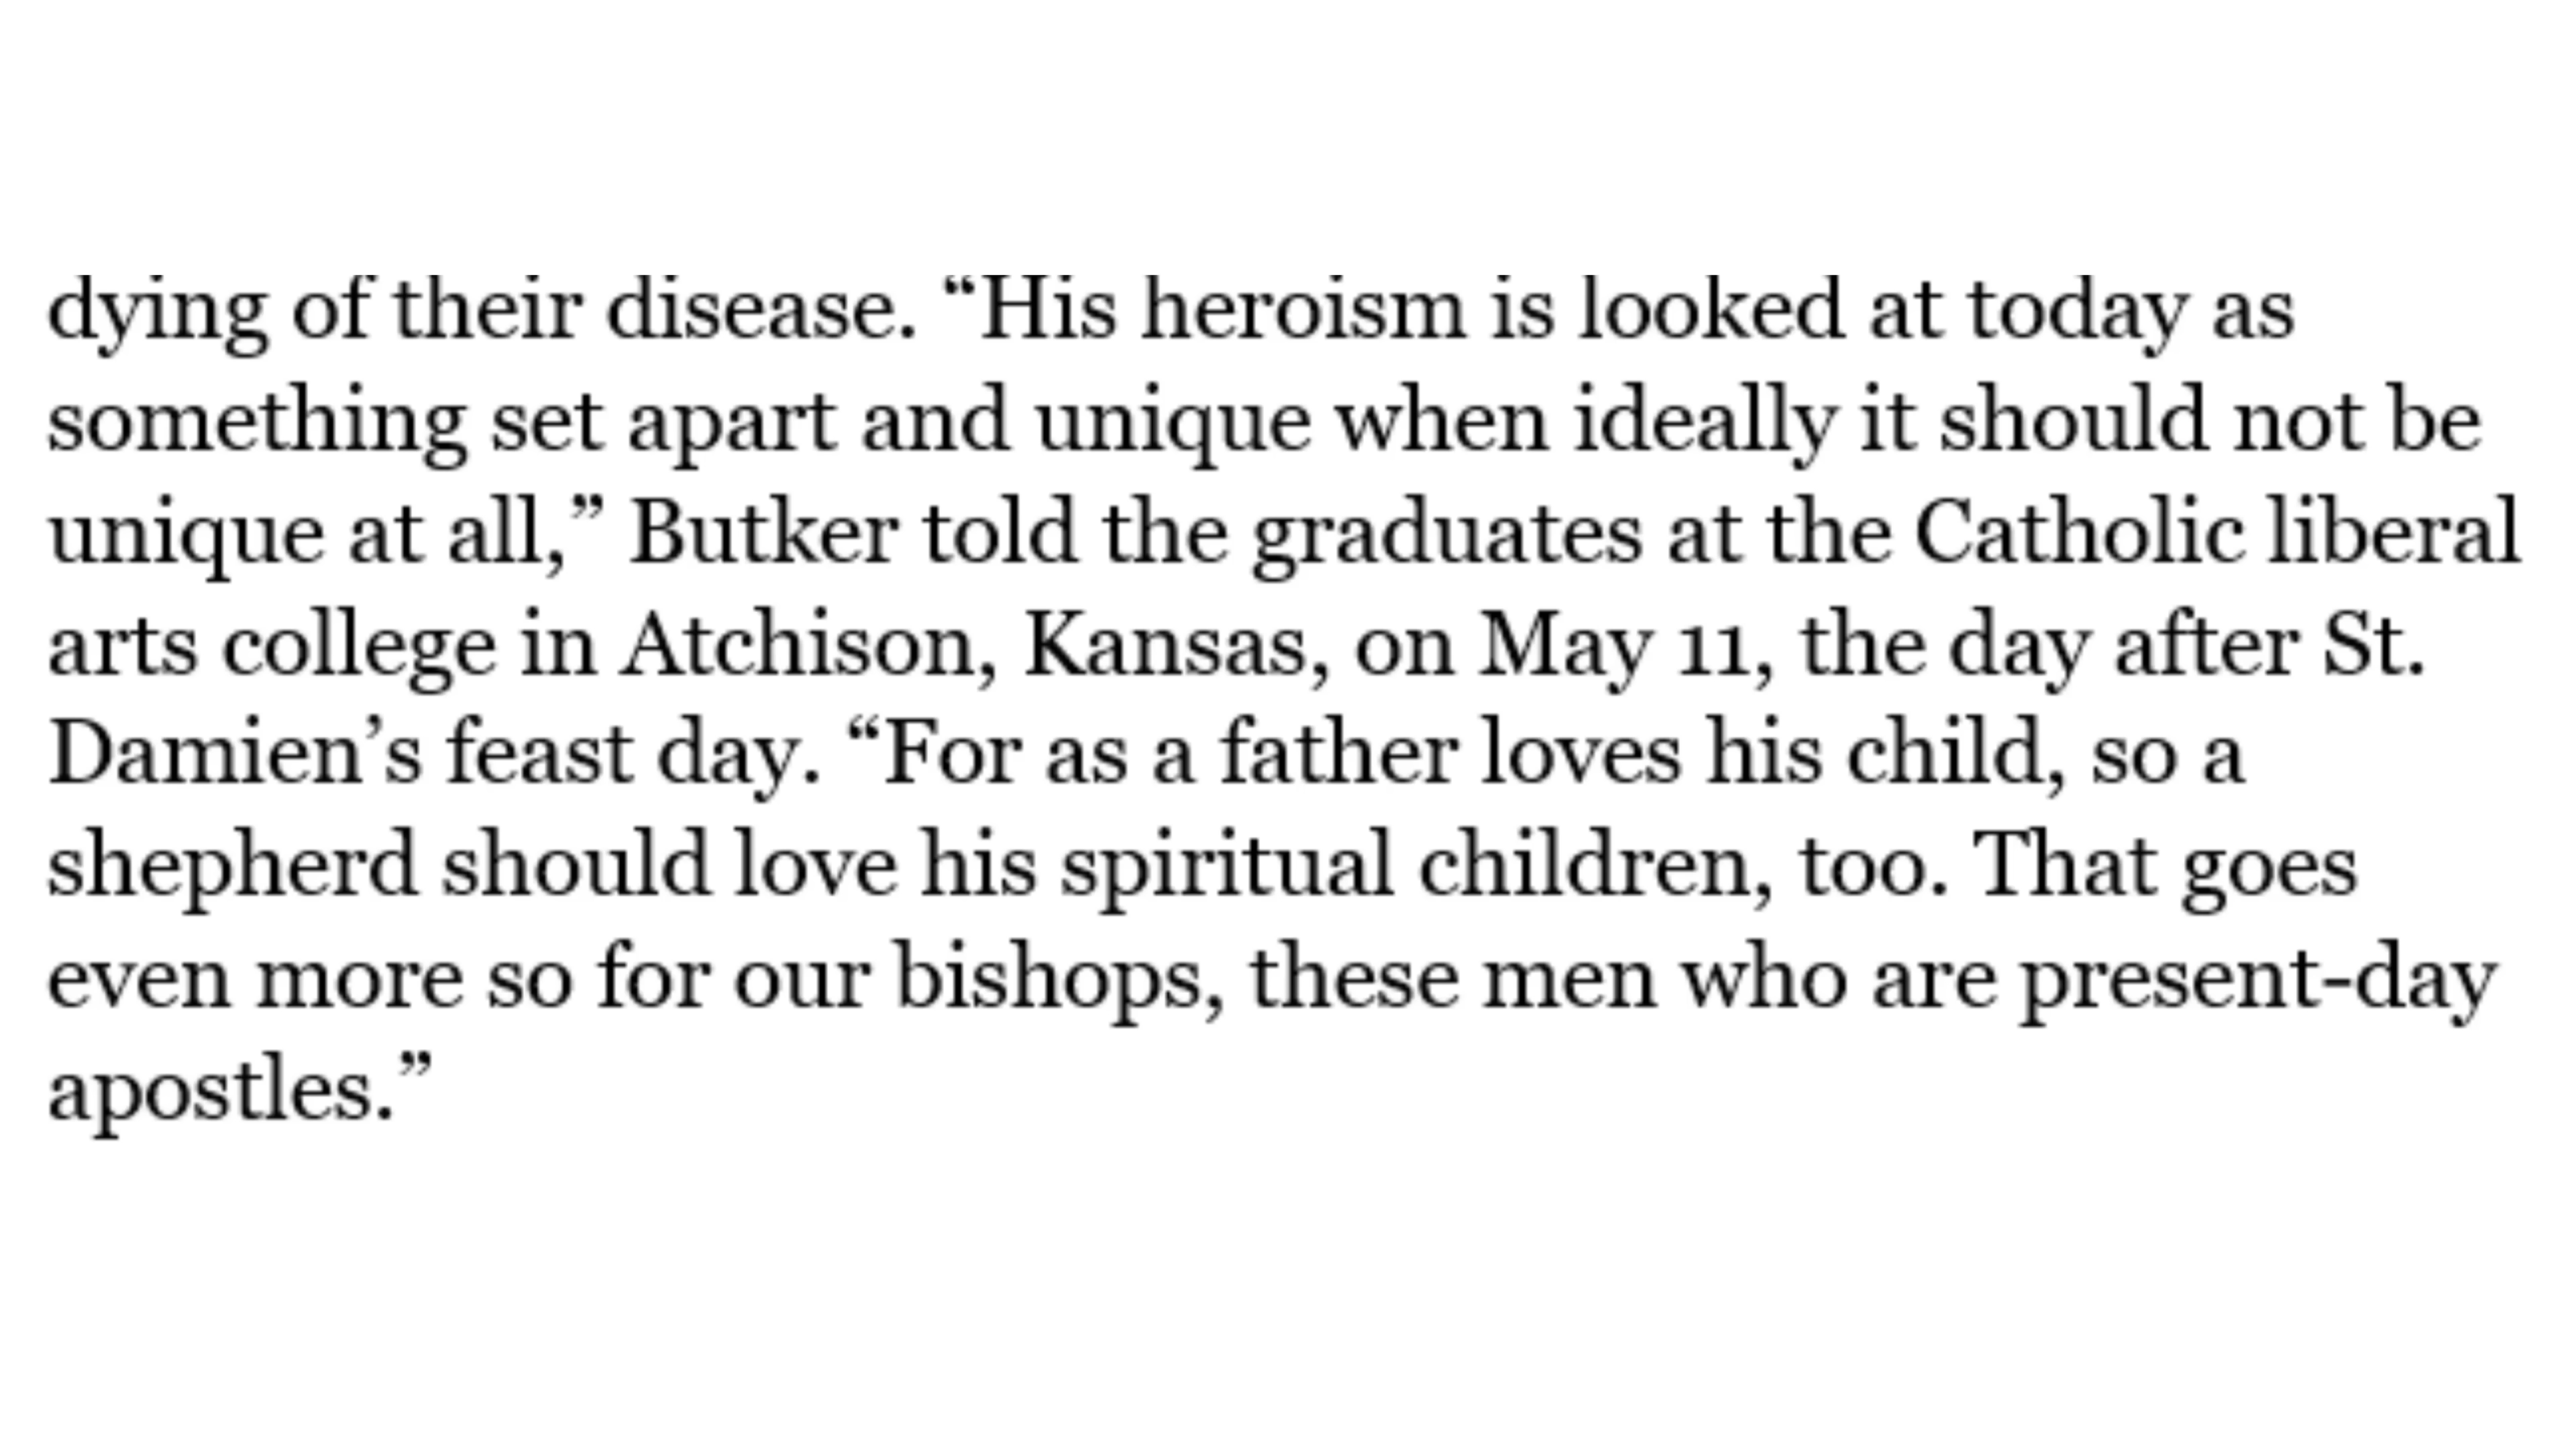 dying of their disease. “His heroism is looked at today as
something set apart and unique when ideally it should not be
unique at all,” Butker told the graduates at the Catholic liberal
arts college in Atchison, Kansas, on May 11, the day after St.
Damien’s feast day. “For as a father loves his child, so a
shepherd should love his spiritual children, too. That goes
even more so for our bishops, these men who are present-day
apostles.”